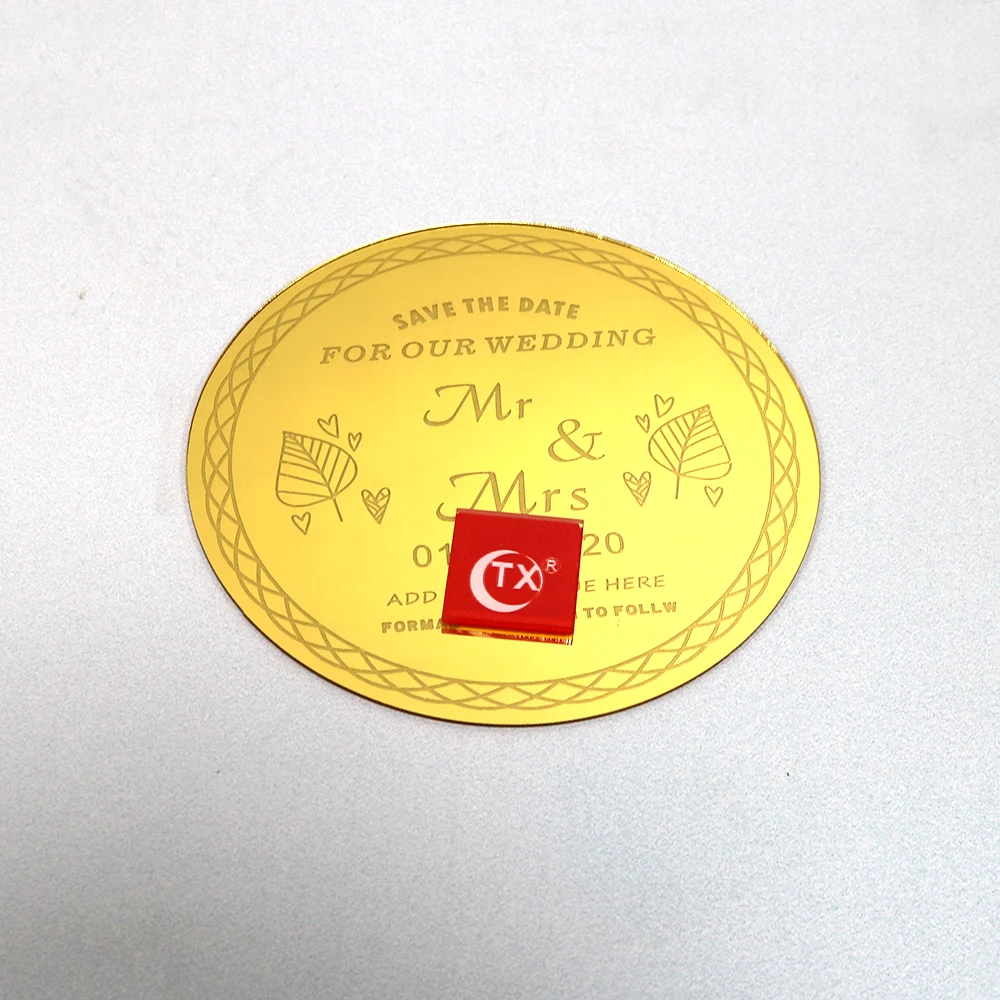 SAVE THE DATE
FOR OUR WEDDING
Mr
&
Mrs
01 20
TX®
ADD HERE
TO FOLLW